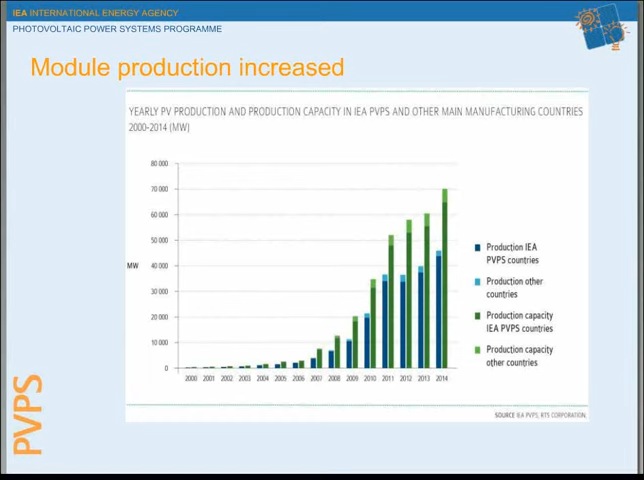 IEA INTERNATIONAL ENERGY AGENCY
PHOTOVOLTAIC POWER SYSTEMS PROGRAMME
Module production increased
YEARLY PV PRODUCTION AND PRODUCTION CAPACITY IN IEA PVPS AND OTHER MAIN MANUFACTURING COUNTRIES
2000-2014 (MW)
80 000
70 000
60 000
50 000
MW
40 000
30 000
20 000
10 000
0
2000 2001 2002 2003 2004 2005 2006 2007 2008 2009 2010 2011 2012 2013 2014
Production IEA
PVPS countries
Production other
countries
Production capacity
IEA PVPS countries
Production capacity
other countries
SOURCE IEA PVPS, RTS CORPORATION.
PVPS